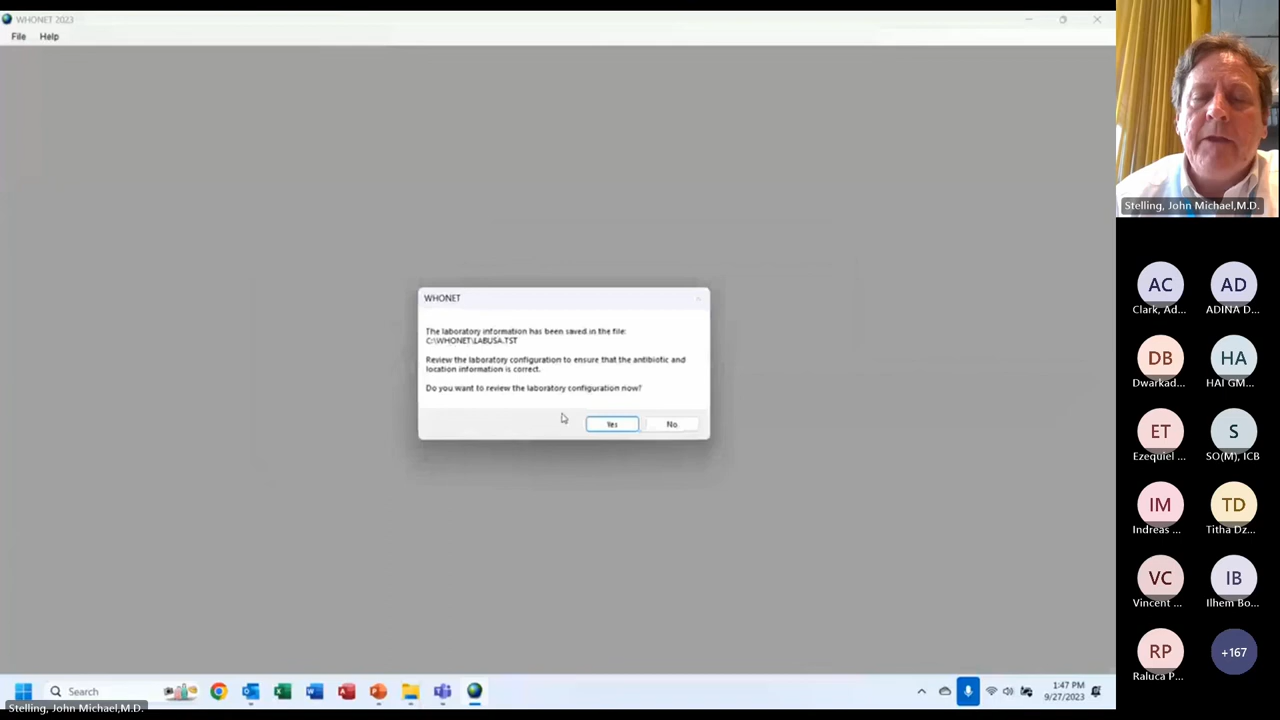 WHONET 2023
File Help
WHONET
The laboratory information has been saved in the file:
C:\WHONET\LABUSA.TST
Review the laboratory configuration to ensure that the antibiotic and
location information is correct.
Do you want to review the laboratory configuration now?
Yes No
Search
1:47 PM
9/27/2023
Stelling, John Michael,M.D.
Stelling, John Michael,M.D.
AC AD
Clark, Ad... ADINA D...
DB HA
Dwarkad... HAI GM...
ET S
Ezequiel ... SO(M), ICB
IM TD
Indreas ... Titha Dz...
VC IB
Vincent ... Ilhem Bo...
RP +167
Raluca P...